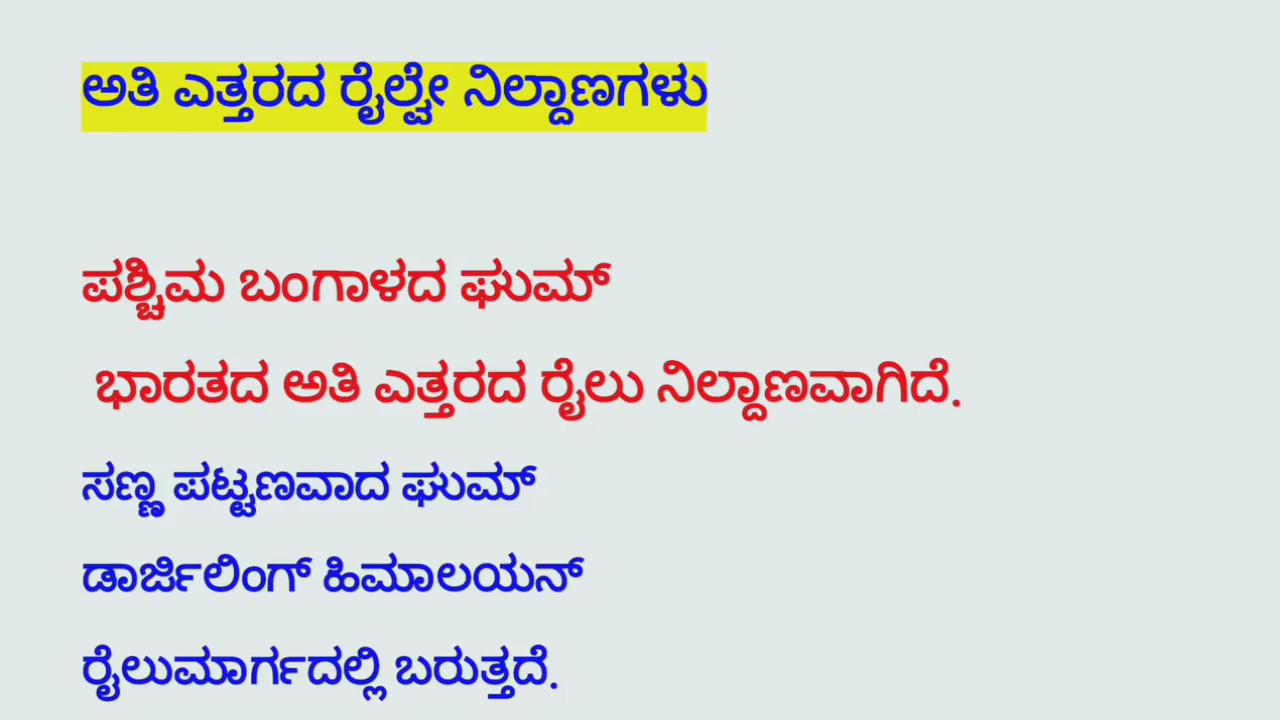 ಅತಿ ಎತ್ತರದ ರೈಲ್ವೇ ನಿಲ್ದಾಣಗಳು
ಪಶ್ಚಿಮ ಬಂಗಾಳದ ಘುಮ್
ಭಾರತದ ಅತಿ ಎತ್ತರದ ರೈಲು ನಿಲ್ದಾಣವಾಗಿದೆ.
ಸಣ್ಣ ಪಟ್ಟಣವಾದ ಘುಮ್
ಡಾರ್ಜಿಲಿಂಗ್ ಹಿಮಾಲಯನ್
ರೈಲುಮಾರ್ಗದಲ್ಲಿ ಬರುತ್ತದೆ.